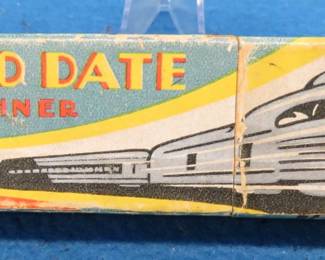 O DATE
INER